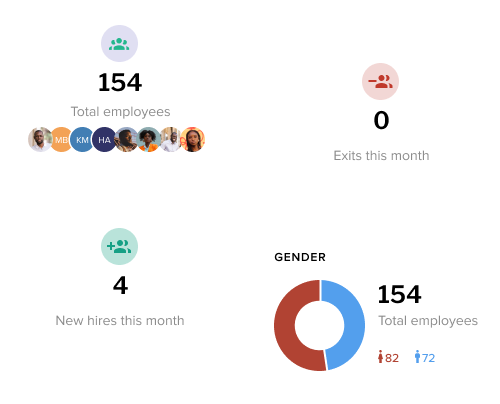 154
Total employees
MB KM HA
0
Exits this month
4
New hires this month
GENDER
154
Total employees
82 72